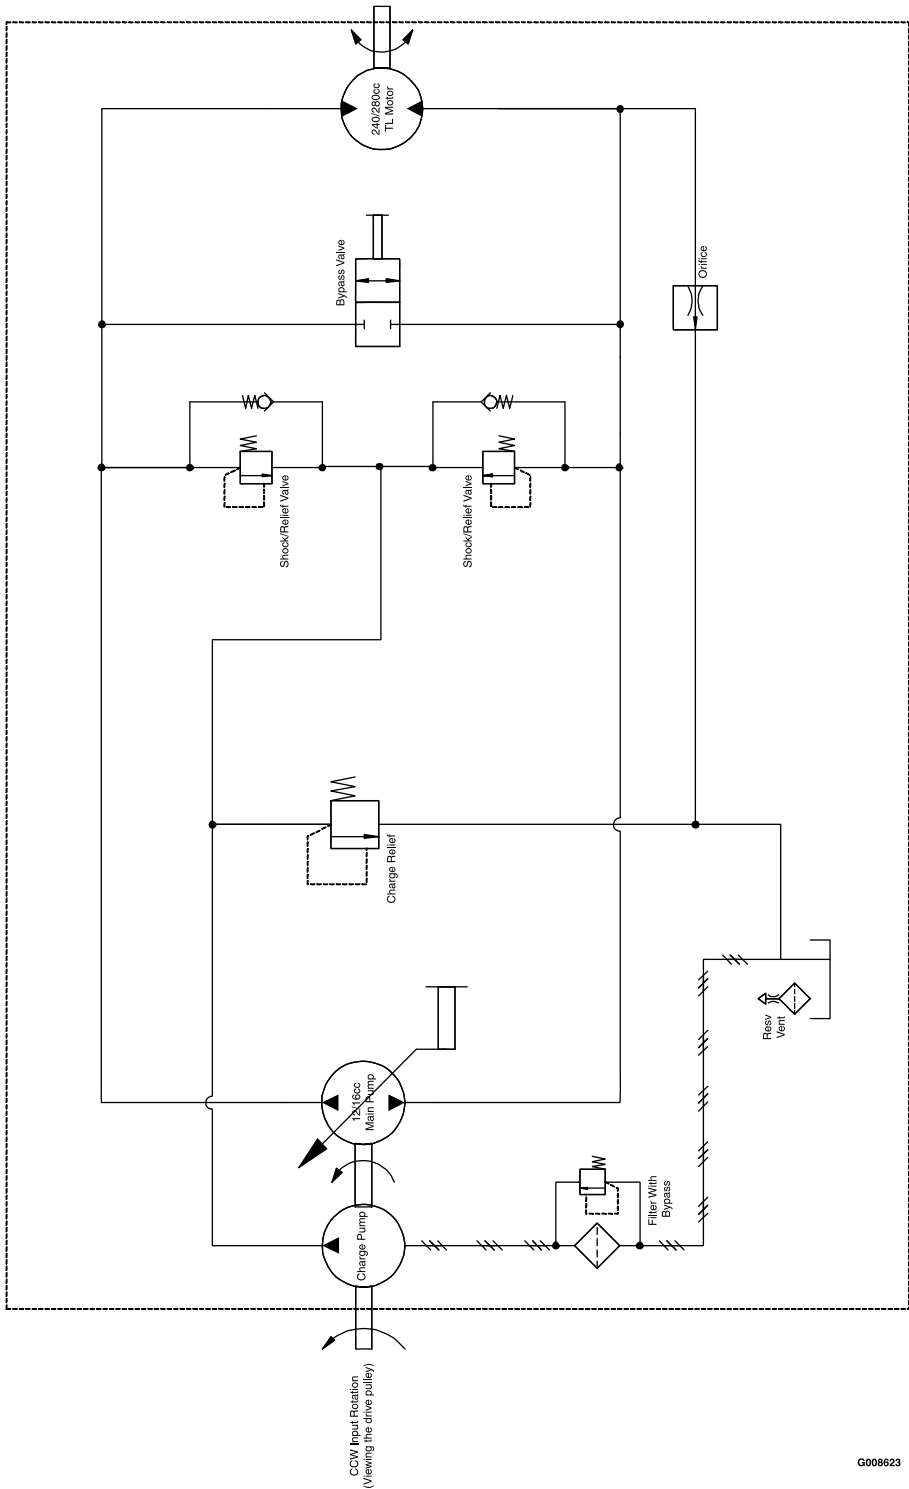 240/280cc
TL Motor
Bypass Valve
Orifice
Shock/Relief Valve
Shock/Relief Valve
Charge Relief
Resv
Vent
12/16cc
Main Pump
Filter With
Bypass
Charge Pump
CCW Input Rotation
(Viewing the drive pulley)
G008623